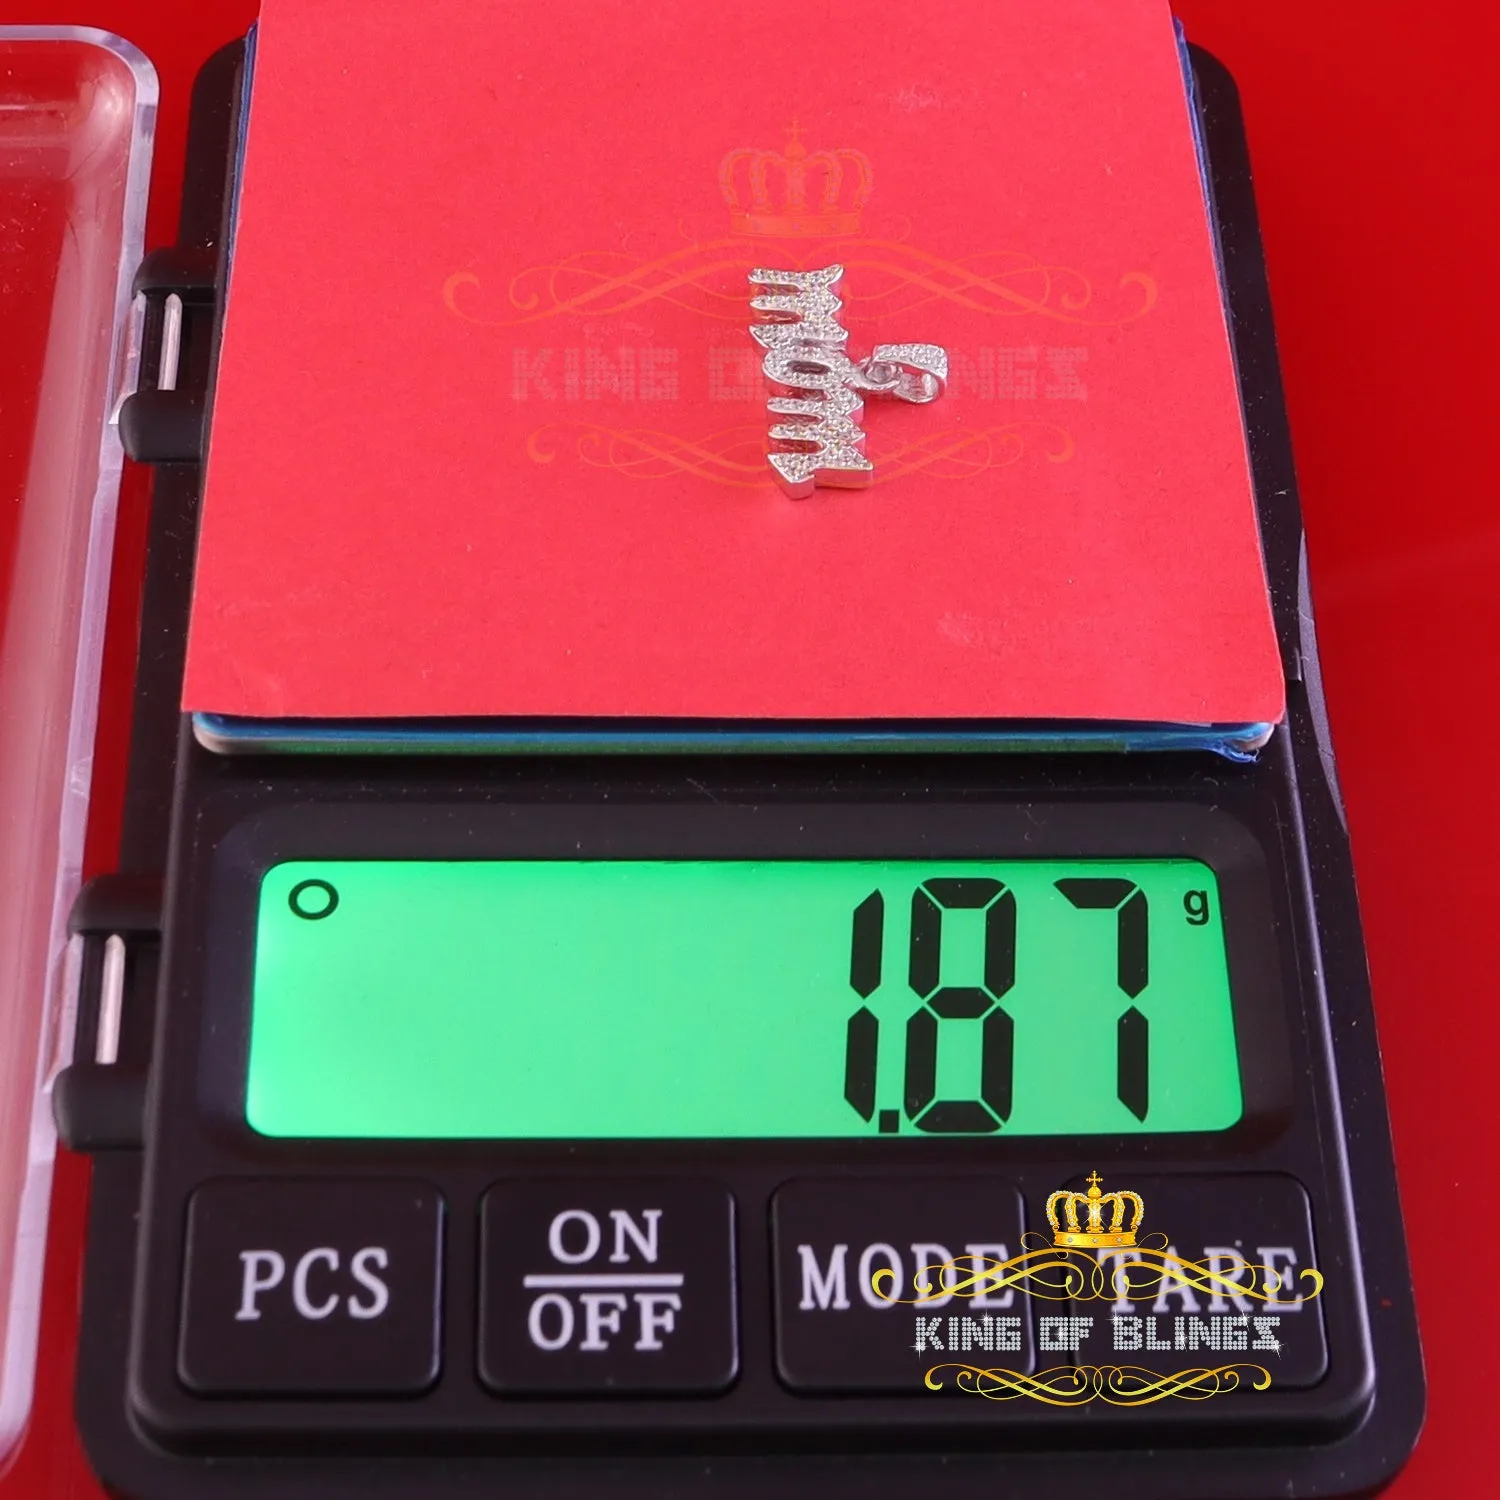 KING OF BLINGS
mom
1.87 g
PCS
ON
OFF
MODE
TARE
KING OF BLINGS